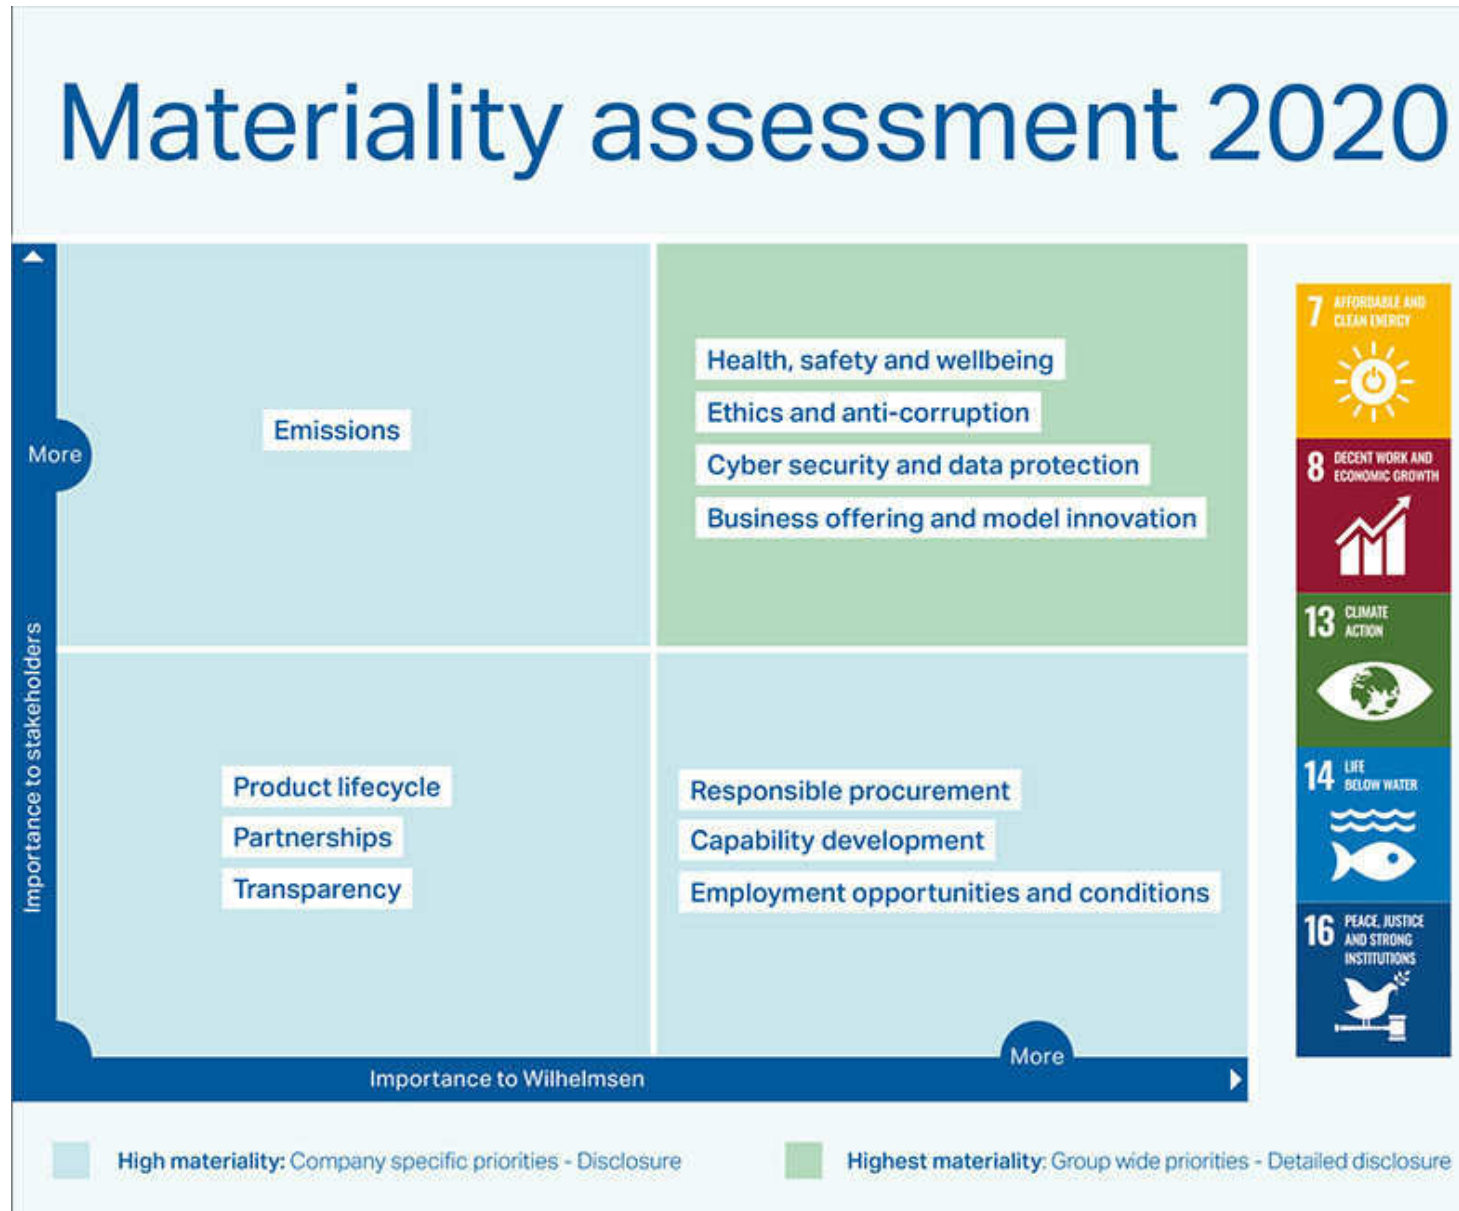 Materiality assessment 2020
More
Importance to stakeholders
Emissions
Health, safety and wellbeing
Ethics and anti-corruption
Cyber security and data protection
Business offering and model innovation
Product lifecycle
Partnerships
Transparency
Responsible procurement
Capability development
Employment opportunities and conditions
More
Importance to Wilhelmsen
7 AFFORDABLE AND
CLEAN ENERGY
8 DECENT WORK AND
ECONOMIC GROWTH
13 CLIMATE
ACTION
14 LIFE
BELOW WATER
16 PEACE, JUSTICE
AND STRONG
INSTITUTIONS
High materiality: Company specific priorities - Disclosure
Highest materiality: Group wide priorities - Detailed disclosure